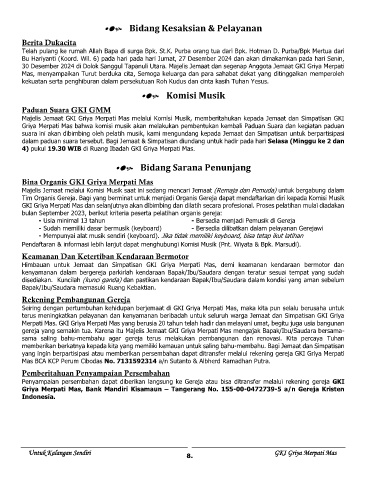 Bidang Kesaksian & Pelayanan
Berita Dukacita
Telah pulang ke rumah Allah Bapa di surga Bpk. St.K. Purba orang tua dari Bpk. Hotman D. Purba/Bpk Mertua dari
Bu Hariyanti (Koord. Wil. 6) pada hari pada hari Jumat, 27 Desember 2024 dan akan dimakamkan pada hari Senin,
30 Desember 2024 di Dolok Sanggul Tapanuli Utara. Majelis Jemaat dan segenap Anggota Jemaat GKI Griya Merpati
Mas, menyampaikan Turut berduka cita, Semoga keluarga dan para sahabat dekat yang ditinggalkan memperoleh
kekuatan serta penghiburan dalam persekutuan Roh Kudus dan cinta kasih Tuhan Yesus.
Komisi Musik
Paduan Suara GKI GMM
Majelis Jemaat GKI Griya Merpati Mas melalui Komisi Musik, memberitahukan kepada Jemaat dan Simpatisan GKI
Griya Merpati Mas bahwa komisi musik akan melakukan pembentukan kembali Paduan Suara dan kegiatan paduan
suara ini akan dibimbing oleh pelatih musik, kami mengundang kepada Jemaat dan Simpatisan untuk berpartisipasi
dalam paduan suara tersebut. Bagi Jemaat & Simpatisan diundang untuk hadir pada hari Selasa (Minggu ke 2 dan
4) pukul 19.30 WIB di Ruang Ibadah GKI Griya Merpati Mas.
Bidang Sarana Penunjang
Bina Organis GKI Griya Merpati Mas
Majelis Jemaat melalui Komisi Musik saat ini sedang mencari Jemaat (Remaja dan Pemuda) untuk bergabung dalam
Tim Organis Gereja. Bagi yang berminat untuk menjadi Organis Gereja dapat mendaftarkan diri kepada Komisi Musik
GKI Griya Merpati Mas dan selanjutnya akan dibimbing dan dilatih secara profesional. Proses pelatihan mulai diadakan
bulan September 2023, berikut kriteria peserta pelatihan organis gereja:
- Usia minimal 13 tahun - Bersedia menjadi Pemusik di Gereja
- Sudah memiliki dasar bermusik (keyboard) - Bersedia dilibatkan dalam pelayanan Gerejawi
- Mempunyai alat musik sendiri (keyboard). Jika tidak memiliki keyboard, bisa tetap ikut latihan
Pendaftaran & informasi lebih lanjut dapat menghubungi Komisi Musik (Pnt. Wiyata & Bpk. Marsudi).
Keamanan Dan Ketertiban Kendaraan Bermotor
Himbauan untuk Jemaat dan Simpatisan GKI Griya Merpati Mas, demi keamanan kendaraan bermotor dan
kenyamanan dalam bergereja parkirlah kendaraan Bapak/Ibu/Saudara dengan teratur sesuai tempat yang sudah
disediakan. Kuncilah (kunci ganda) dan pastikan kendaraan Bapak/Ibu/Saudara dalam kondisi yang aman sebelum
Bapak/Ibu/Saudara memasuki Ruang Kebaktian.
Rekening Pembangunan Gereja
Seiring dengan pertumbuhan kehidupan berjemaat di GKI Griya Merpati Mas, maka kita pun selalu berusaha untuk
terus meningkatkan pelayanan dan kenyamanan beribadah untuk seluruh warga Jemaat dan Simpatisan GKI Griya
Merpati Mas. GKI Griya Merpati Mas yang berusia 20 tahun telah hadir dan melayani umat, begitu juga usia bangunan
gereja yang semakin tua. Karena itu Majelis Jemaat GKI Griya Merpati Mas mengajak Bapak/Ibu/Saudara bersama-
sama saling bahu-membahu agar gereja terus melakukan pembangunan dan renovasi. Kita percaya Tuhan
memberikan berkatnya kepada kita yang memiliki kemauan untuk saling bahu-membahu. Bagi Jemaat dan Simpatisan
yang ingin berpartisipasi atau memberikan persembahan dapat ditransfer melalui rekening gereja GKI Griya Merpati
Mas BCA KCP Perum Cibodas No. 7131592314 a/n Sutanto & Abherd Ramadhan Putra.
Pemberitahuan Penyampaian Persembahan
Penyampaian persembahan dapat diberikan langsung ke Gereja atau bisa ditransfer melalui rekening gereja GKI
Griya Merpati Mas, Bank Mandiri Kisamaun – Tangerang No. 155-00-0472739-5 a/n Gereja Kristen
Indonesia.
Untuk Kalangan Sendiri 8. GKI Griya Merpati Mas